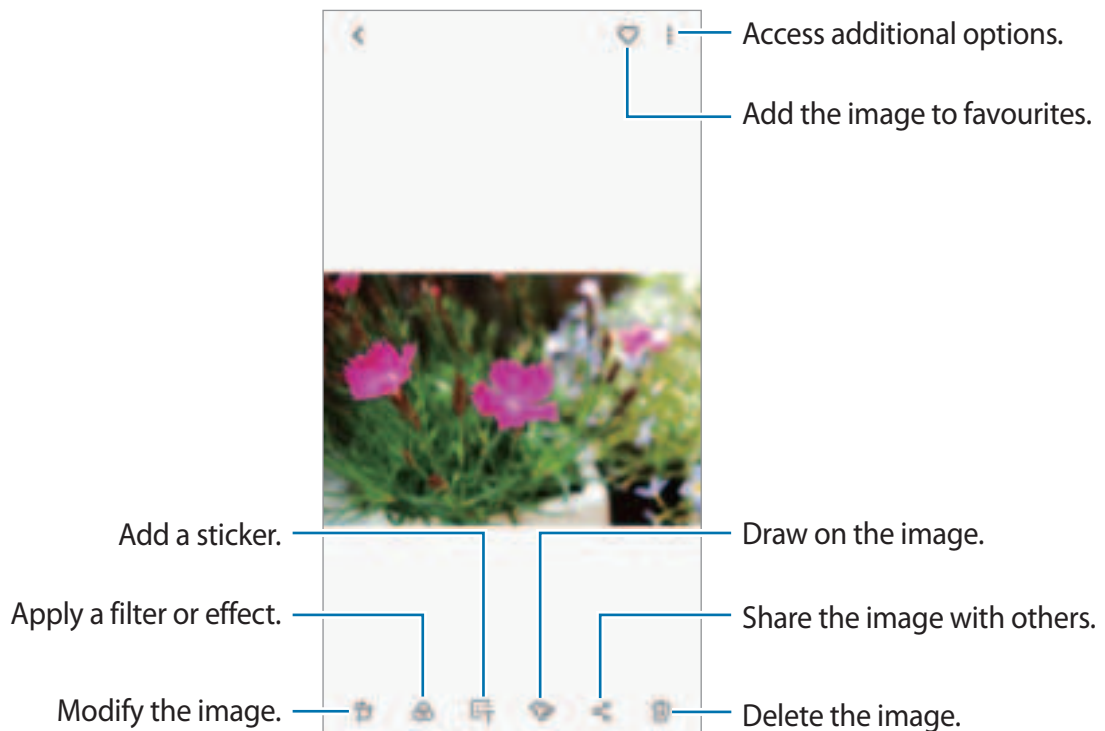 Access additional options.
Add the image to favourites.
Add a sticker.
Draw on the image.
Apply a filter or effect.
Share the image with others.
Modify the image.
Delete the image.